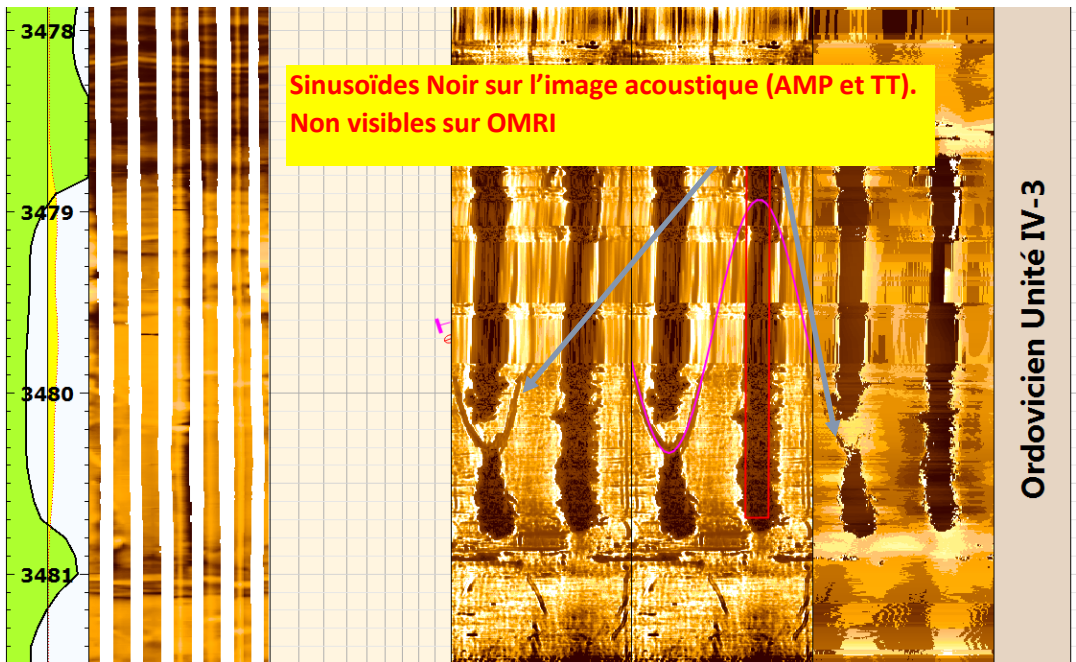 3478
Sinusoïdes Noir sur l’image acoustique (AMP et TT).
Non visibles sur OMRI
3479
3480
3481
Ordovicien Unité IV-3